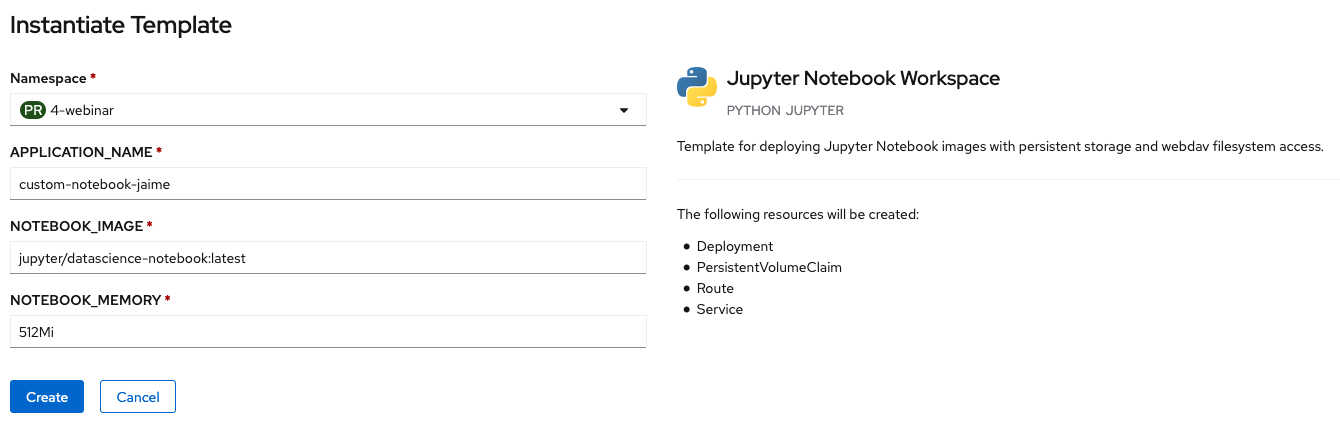 Instantiate Template
Namespace *
PR 4-webinar
APPLICATION_NAME *
custom-notebook-jaime
NOTEBOOK_IMAGE *
jupyter/datascience-notebook:latest
NOTEBOOK_MEMORY *
512Mi
Create Cancel
Jupyter Notebook Workspace
PYTHON JUPYTER
Template for deploying Jupyter Notebook images with persistent storage and webdav filesystem access.
The following resources will be created:
• Deployment
• PersistentVolumeClaim
• Route
• Service